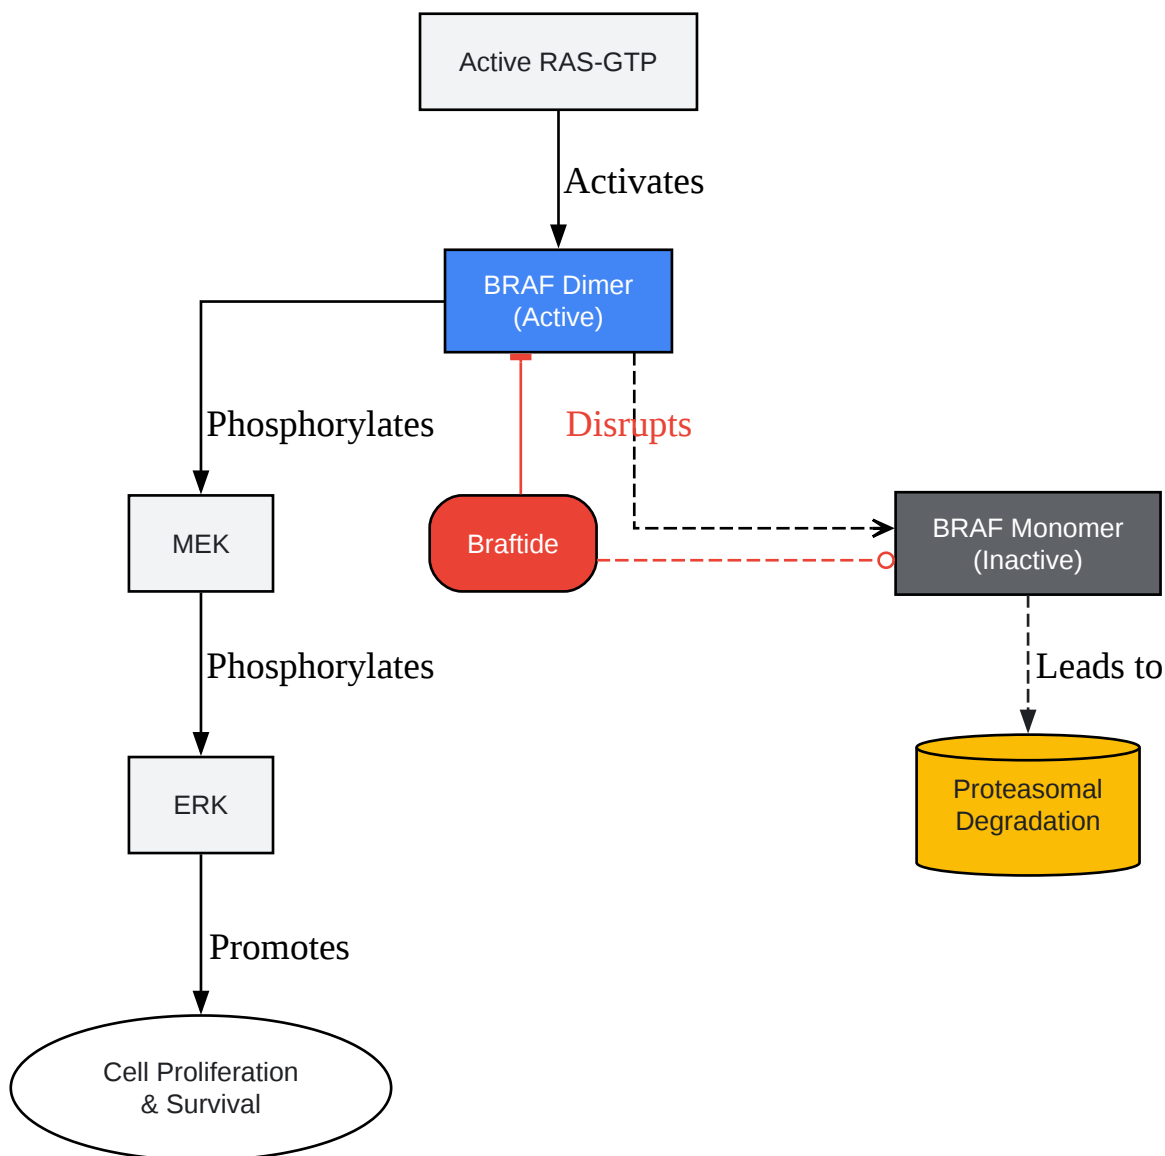 Active RAS-GTP
Activates
BRAF Dimer
(Active)
Phosphorylates
Disrupts
MEK
Braftide
BRAF Monomer
(Inactive)
Phosphorylates
Leads to
ERK
Proteasomal
Degradation
Promotes
Cell Proliferation
& Survival